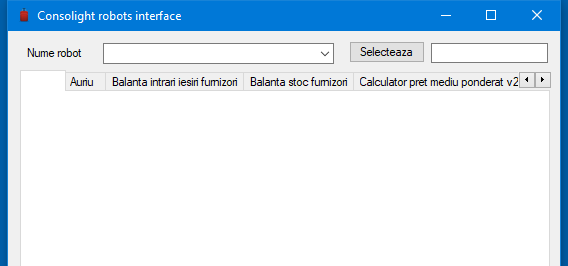 Consolight robots interface
Nume robot Selecteaza
Auriu Balanta intrari iesiri furnizori Balanta stoc furnizori Calculator pret mediu ponderat v2